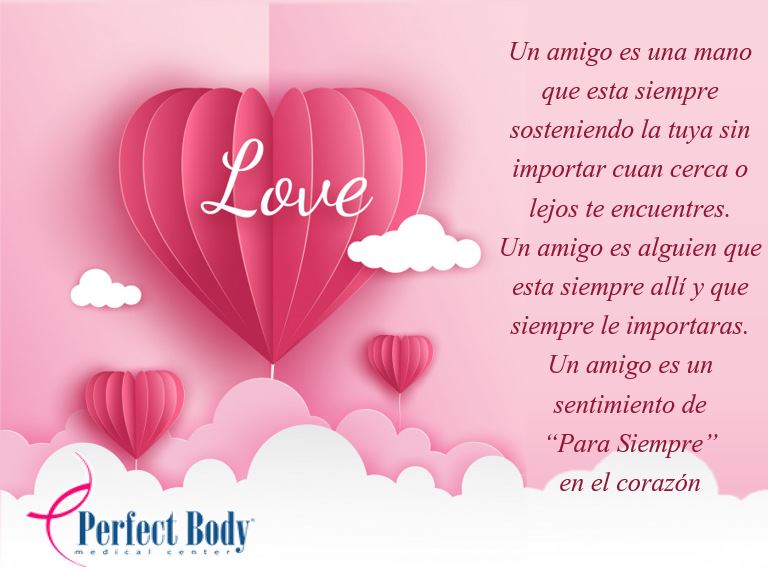 Love
Un amigo es una mano
que esta siempre
sosteniendo la tuya sin
importar cuan cerca o
lejos te encuentres.
Un amigo es alguien que
esta siempre allí y que
siempre le importaras.
Un amigo es un
sentimiento de
“Para Siempre”
en el corazón
Perfect Body
medical center